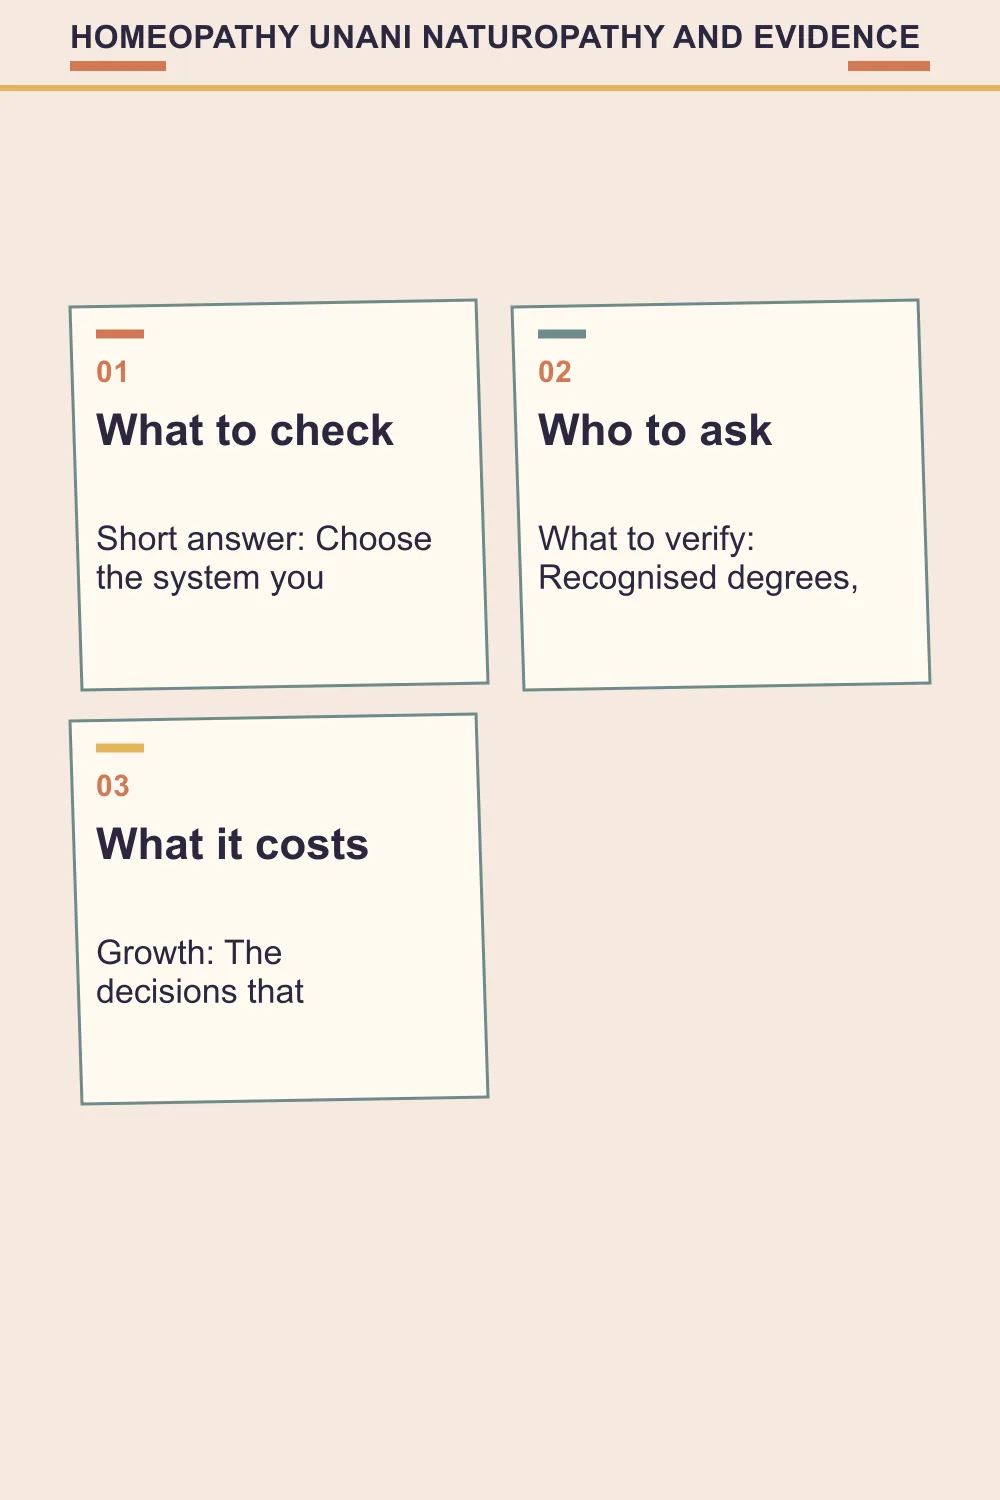 HOMEOPATHY UNANI NATUROPATHY AND EVIDENCE
01
What to check
Short answer: Choose
the system you
02
Who to ask
What to verify:
Recognised degrees,
03
What it costs
Growth: The
decisions that